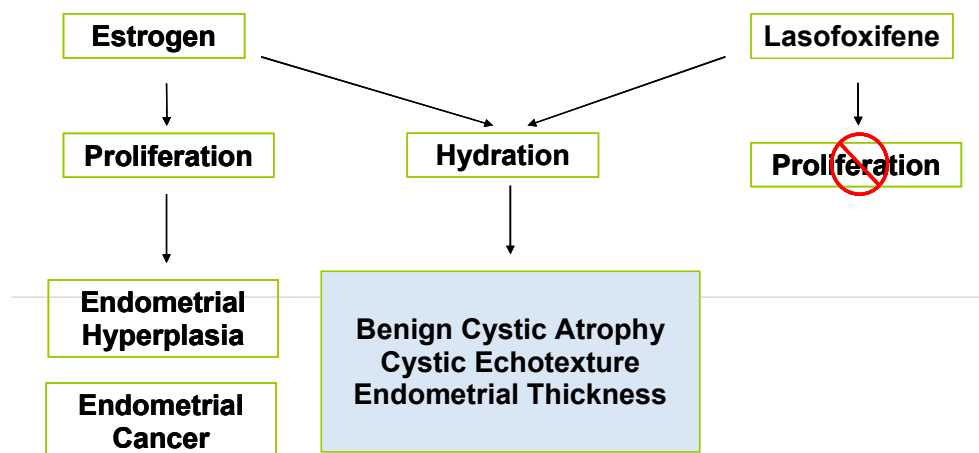 Estrogen
Lasofoxifene
Proliferation
Hydration
Proliferation
Endometrial
Hyperplasia
Benign Cystic Atrophy
Cystic Echotexture
Endometrial Thickness
Endometrial
Cancer